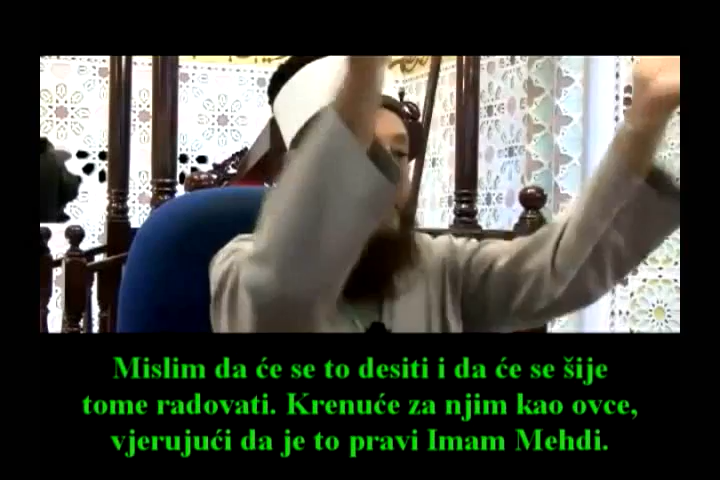 Mislim da će se to desiti i da će se šije
tome radovati. Krenuće za njim kao ovce,
vjerujući da je to pravi Imam Mehdi.